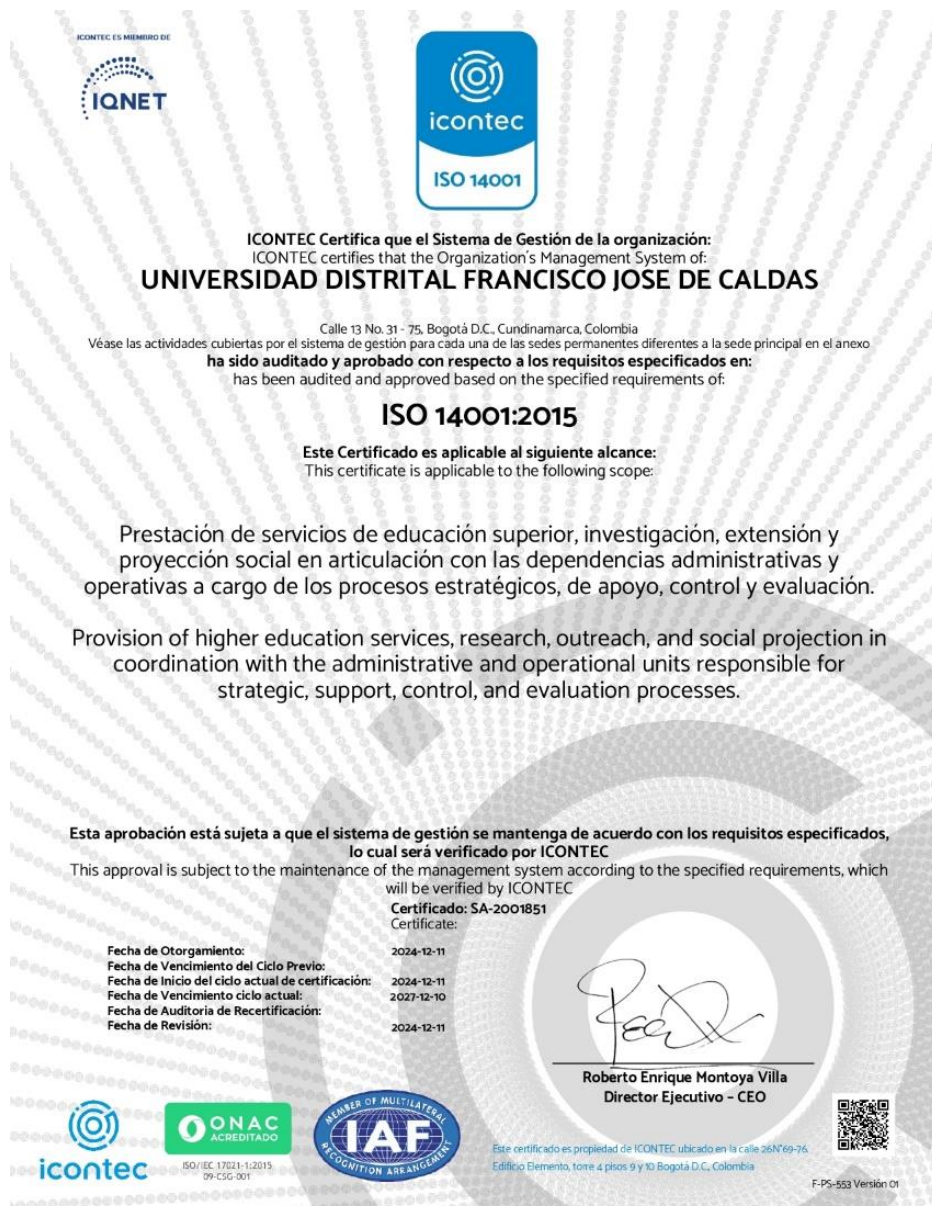 ICONTEC ES MIEMBRO DE
IQNET
icontec
ISO 14001
ICONTEC Certifica que el Sistema de Gestión de la organización:
ICONTEC certifies that the Organization's Management System of:
UNIVERSIDAD DISTRITAL FRANCISCO JOSE DE CALDAS
Calle 13 No. 31 - 75, Bogotá D.C., Cundinamarca, Colombia
Véase las actividades cubiertas por el sistema de gestión para cada una de las sedes permanentes diferentes a la sede principal en el anexo
ha sido auditado y aprobado con respecto a los requisitos especificados en:
has been audited and approved based on the specified requirements of:
ISO 14001:2015
Este Certificado es aplicable al siguiente alcance:
This certificate is applicable to the following scope:
Prestación de servicios de educación superior, investigación, extensión y
proyección social en articulación con las dependencias administrativas y
operativas a cargo de los procesos estratégicos, de apoyo, control y evaluación.
Provision of higher education services, research, outreach, and social projection in
coordination with the administrative and operational units responsible for
strategic, support, control, and evaluation processes.
Esta aprobación está sujeta a que el sistema de gestión se mantenga de acuerdo con los requisitos especificados,
lo cual será verificado por ICONTEC
This approval is subject to the maintenance of the management system according to the specified requirements, which
will be verified by ICONTEC
Certificado: SA-2001851
Certificate:
Fecha de Otorgamiento: 2024-12-11
Fecha de Vencimiento del Ciclo Previo:
Fecha de Inicio del ciclo actual de certificación: 2024-12-11
Fecha de Vencimiento ciclo actual: 2027-12-10
Fecha de Auditoria de Recertificación:
Fecha de Revisión: 2024-12-11
Roberto Enrique Montoya Villa
Director Ejecutivo – CEO
icontec
ONAC
ACREDITADO
ISO/IEC 17021-1:2015
09-CSG-001
MEMBER OF MULTILATERAL
IAF
RECOGNITION ARRANGEMENT
Este certificado es propiedad de ICONTEC ubicado en la calle 26N°69-76.
Edificio Elemento, torre 4 pisos 9 y 10 Bogotá D.C., Colombia
F-PS-553 Versión 01